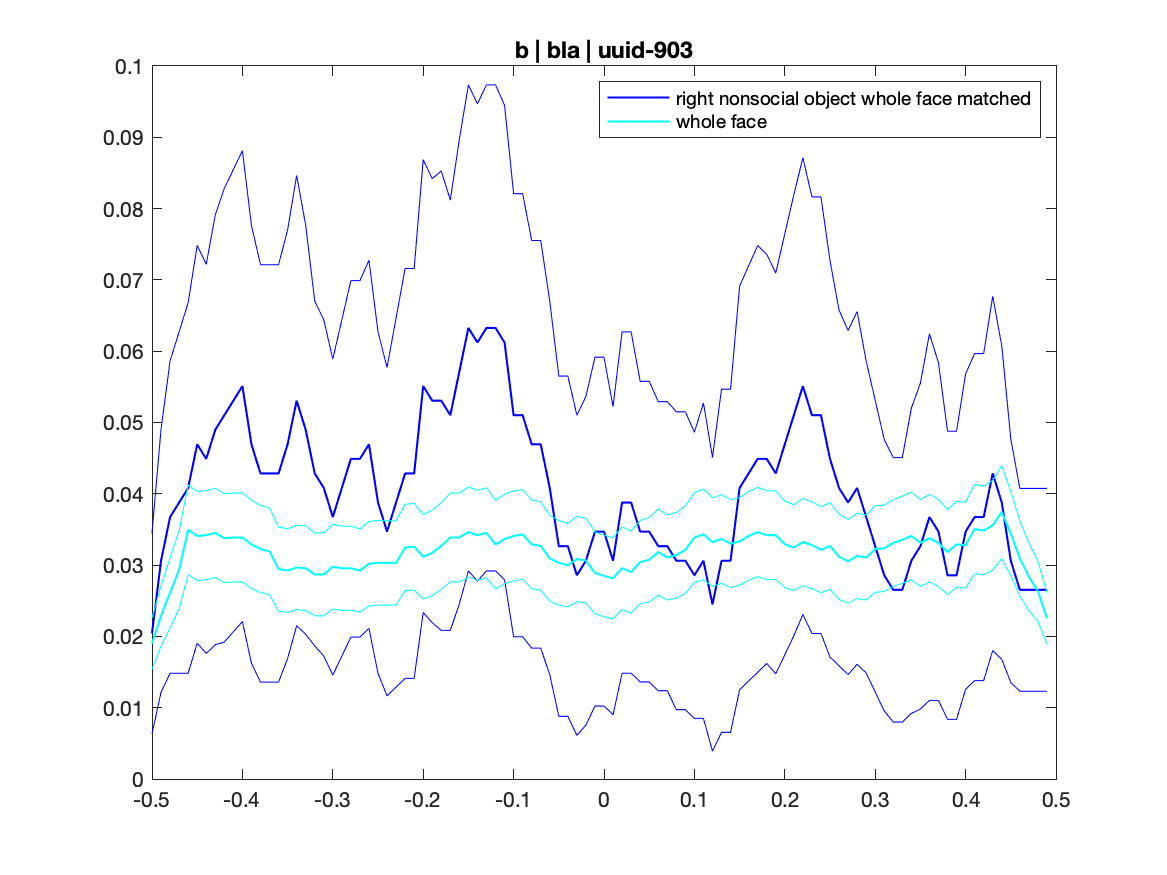 b | bla | uuid-903
right nonsocial object whole face matched
whole face
0.1
0.09
0.08
0.07
0.06
0.05
0.04
0.03
0.02
0.01
0
-0.5 -0.4 -0.3 -0.2 -0.1 0 0.1 0.2 0.3 0.4 0.5